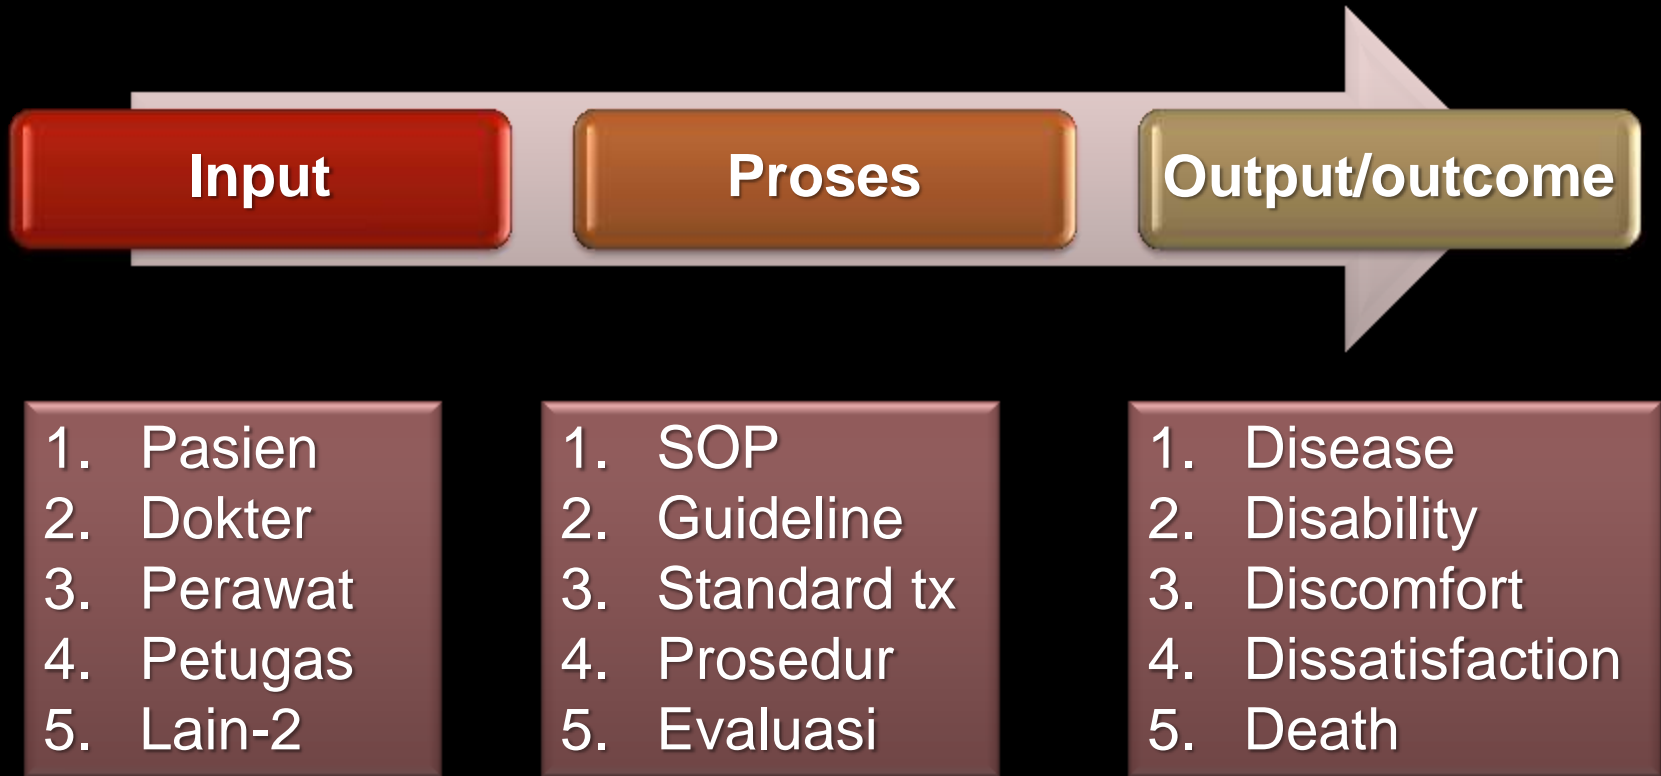 Input
Proses
Output/outcome
1. Pasien
2. Dokter
3. Perawat
4. Petugas
5. Lain-2
1. SOP
2. Guideline
3. Standard tx
4. Prosedur
5. Evaluasi
1. Disease
2. Disability
3. Discomfort
4. Dissatisfaction
5. Death